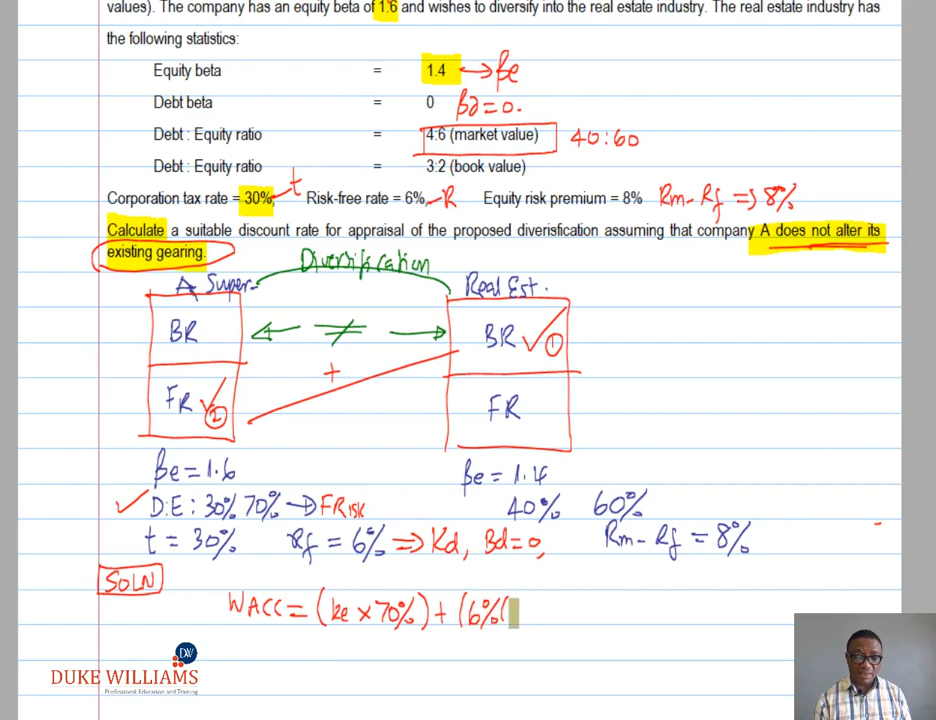 values). The company has an equity beta of 1.6 and wishes to diversify into the real estate industry. The real estate industry has
the following statistics:
Equity beta = 1.4 βe
Debt beta = 0 βd=0.
Debt : Equity ratio = 4:6 (market value) 40:60
Debt : Equity ratio = 3:2 (book value)
Corporation tax rate = 30%, t Risk-free rate = 6%, R Equity risk premium = 8% Rm - Rf => 8%
Calculate a suitable discount rate for appraisal of the proposed diverisfication assuming that company A does not alter its
existing gearing.
Diversification
A Super- Real Est.
BR ≠ BR ✓ ①
+
FR ✓ ② FR
βe = 1.6 βe = 1.4
✓ D:E: 30% 70% → FRISK 40% 60%
t = 30% Rf = 6% ⇒ Kd, Bd=0, Rm - Rf = 8%
SOLN
WACC = (ke × 70%) + (6%(
DW
DUKE WILLIAMS
Professional Education and Training